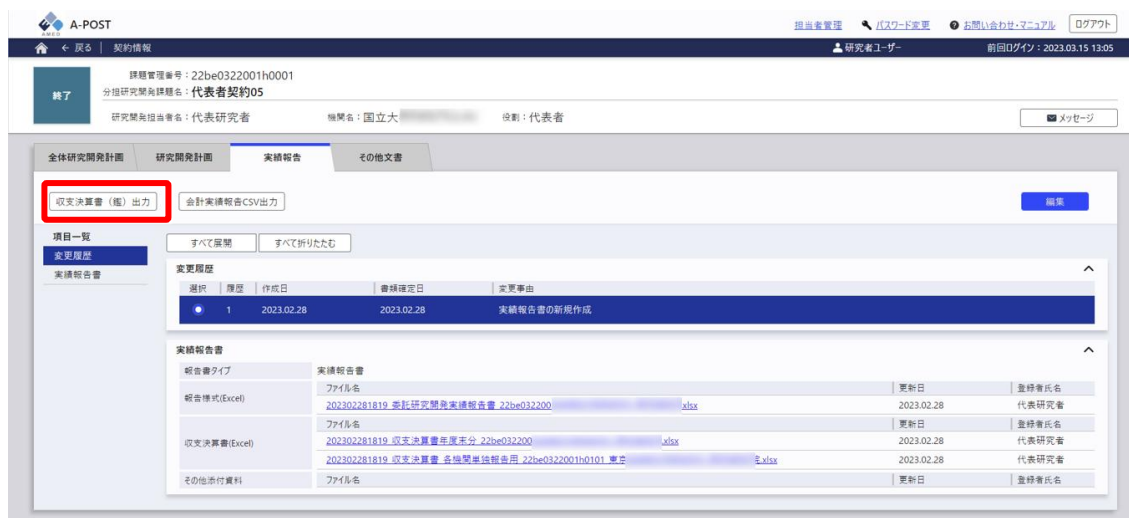 AMED A-POST 担当者管理 パスワード変更 お問い合わせ・マニュアル ログアウト
← 戻る 契約情報 研究者ユーザー 前回ログイン：2023.03.15 13:05
終了
課題管理番号：22be0322001h0001
分担研究開発課題名：代表者契約05
研究開発担当者名：代表研究者 機関名：国立大 役割：代表者 メッセージ
全体研究開発計画 研究開発計画 実績報告 その他文書
収支決算書（鑑）出力 会計実績報告CSV出力 編集
項目一覧
変更履歴
実績報告書
すべて展開 すべて折りたたむ
変更履歴
選択 履歴 作成日 書類確定日 変更事由
1 2023.02.28 2023.02.28 実績報告書の新規作成
実績報告書
報告書タイプ 実績報告書
報告様式(Excel) ファイル名 更新日 登録者氏名
202302281819_委託研究開発実績報告書_22be032200 xlsx 2023.02.28 代表研究者
収支決算書(Excel) ファイル名 更新日 登録者氏名
202302281819_収支決算書年度末分_22be032200 .xlsx 2023.02.28 代表研究者
202302281819_収支決算書_各機関単独報告用_22be0322001h0101_東京 .xlsx 2023.02.28 代表研究者
その他添付資料 ファイル名 更新日 登録者氏名